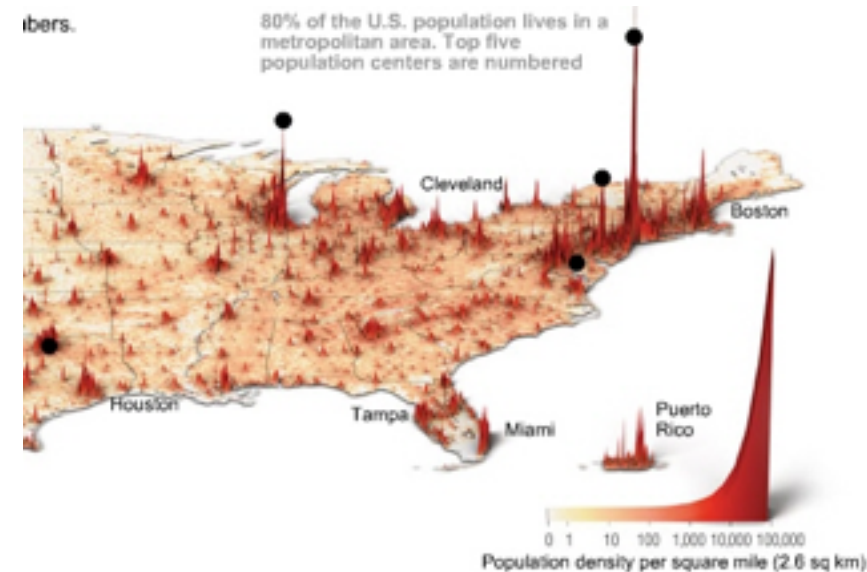 ibers.
80% of the U.S. population lives in a
metropolitan area. Top five
population centers are numbered
Cleveland
Boston
Houston
Tampa
Miami
Puerto
Rico
0 1 10 100 1,000 10,000 100,000
Population density per square mile (2.6 sq km)